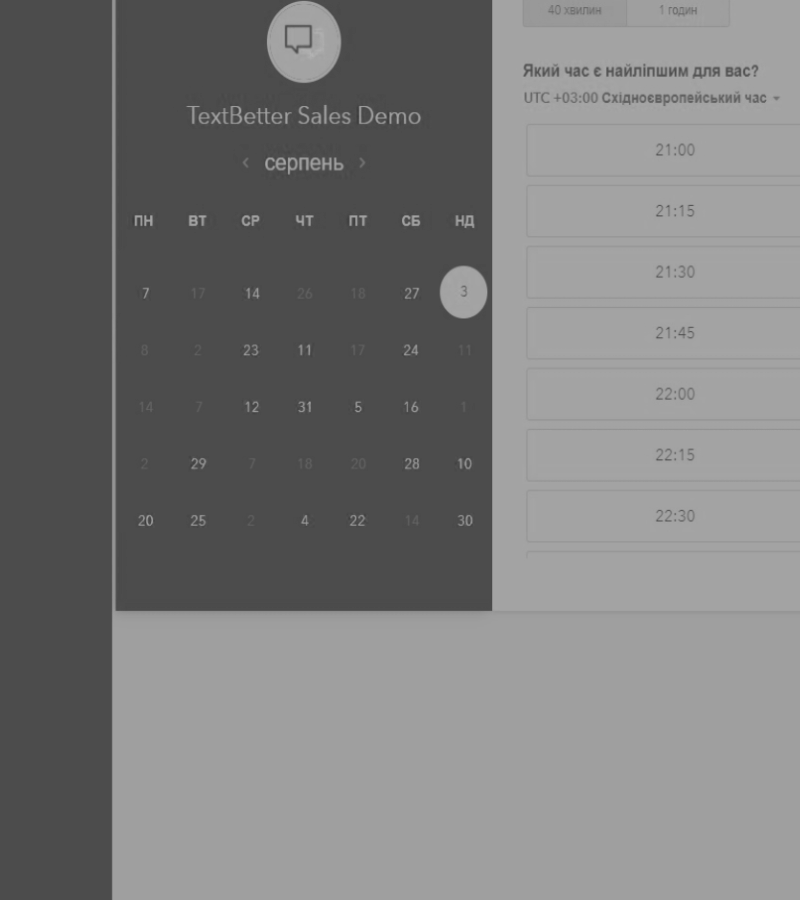 40 хвилин 1 годин
TextBetter Sales Demo
‹ серпень ›
ПН ВТ СР ЧТ ПТ СБ НД
7 17 14 26 18 27 3
8 2 23 11 17 24 11
14 7 12 31 5 16 1
2 29 7 18 20 28 10
20 25 2 4 22 14 30
Який час є найліпшим для вас?
UTC +03:00 Східноєвропейський час
21:00
21:15
21:30
21:45
22:00
22:15
22:30